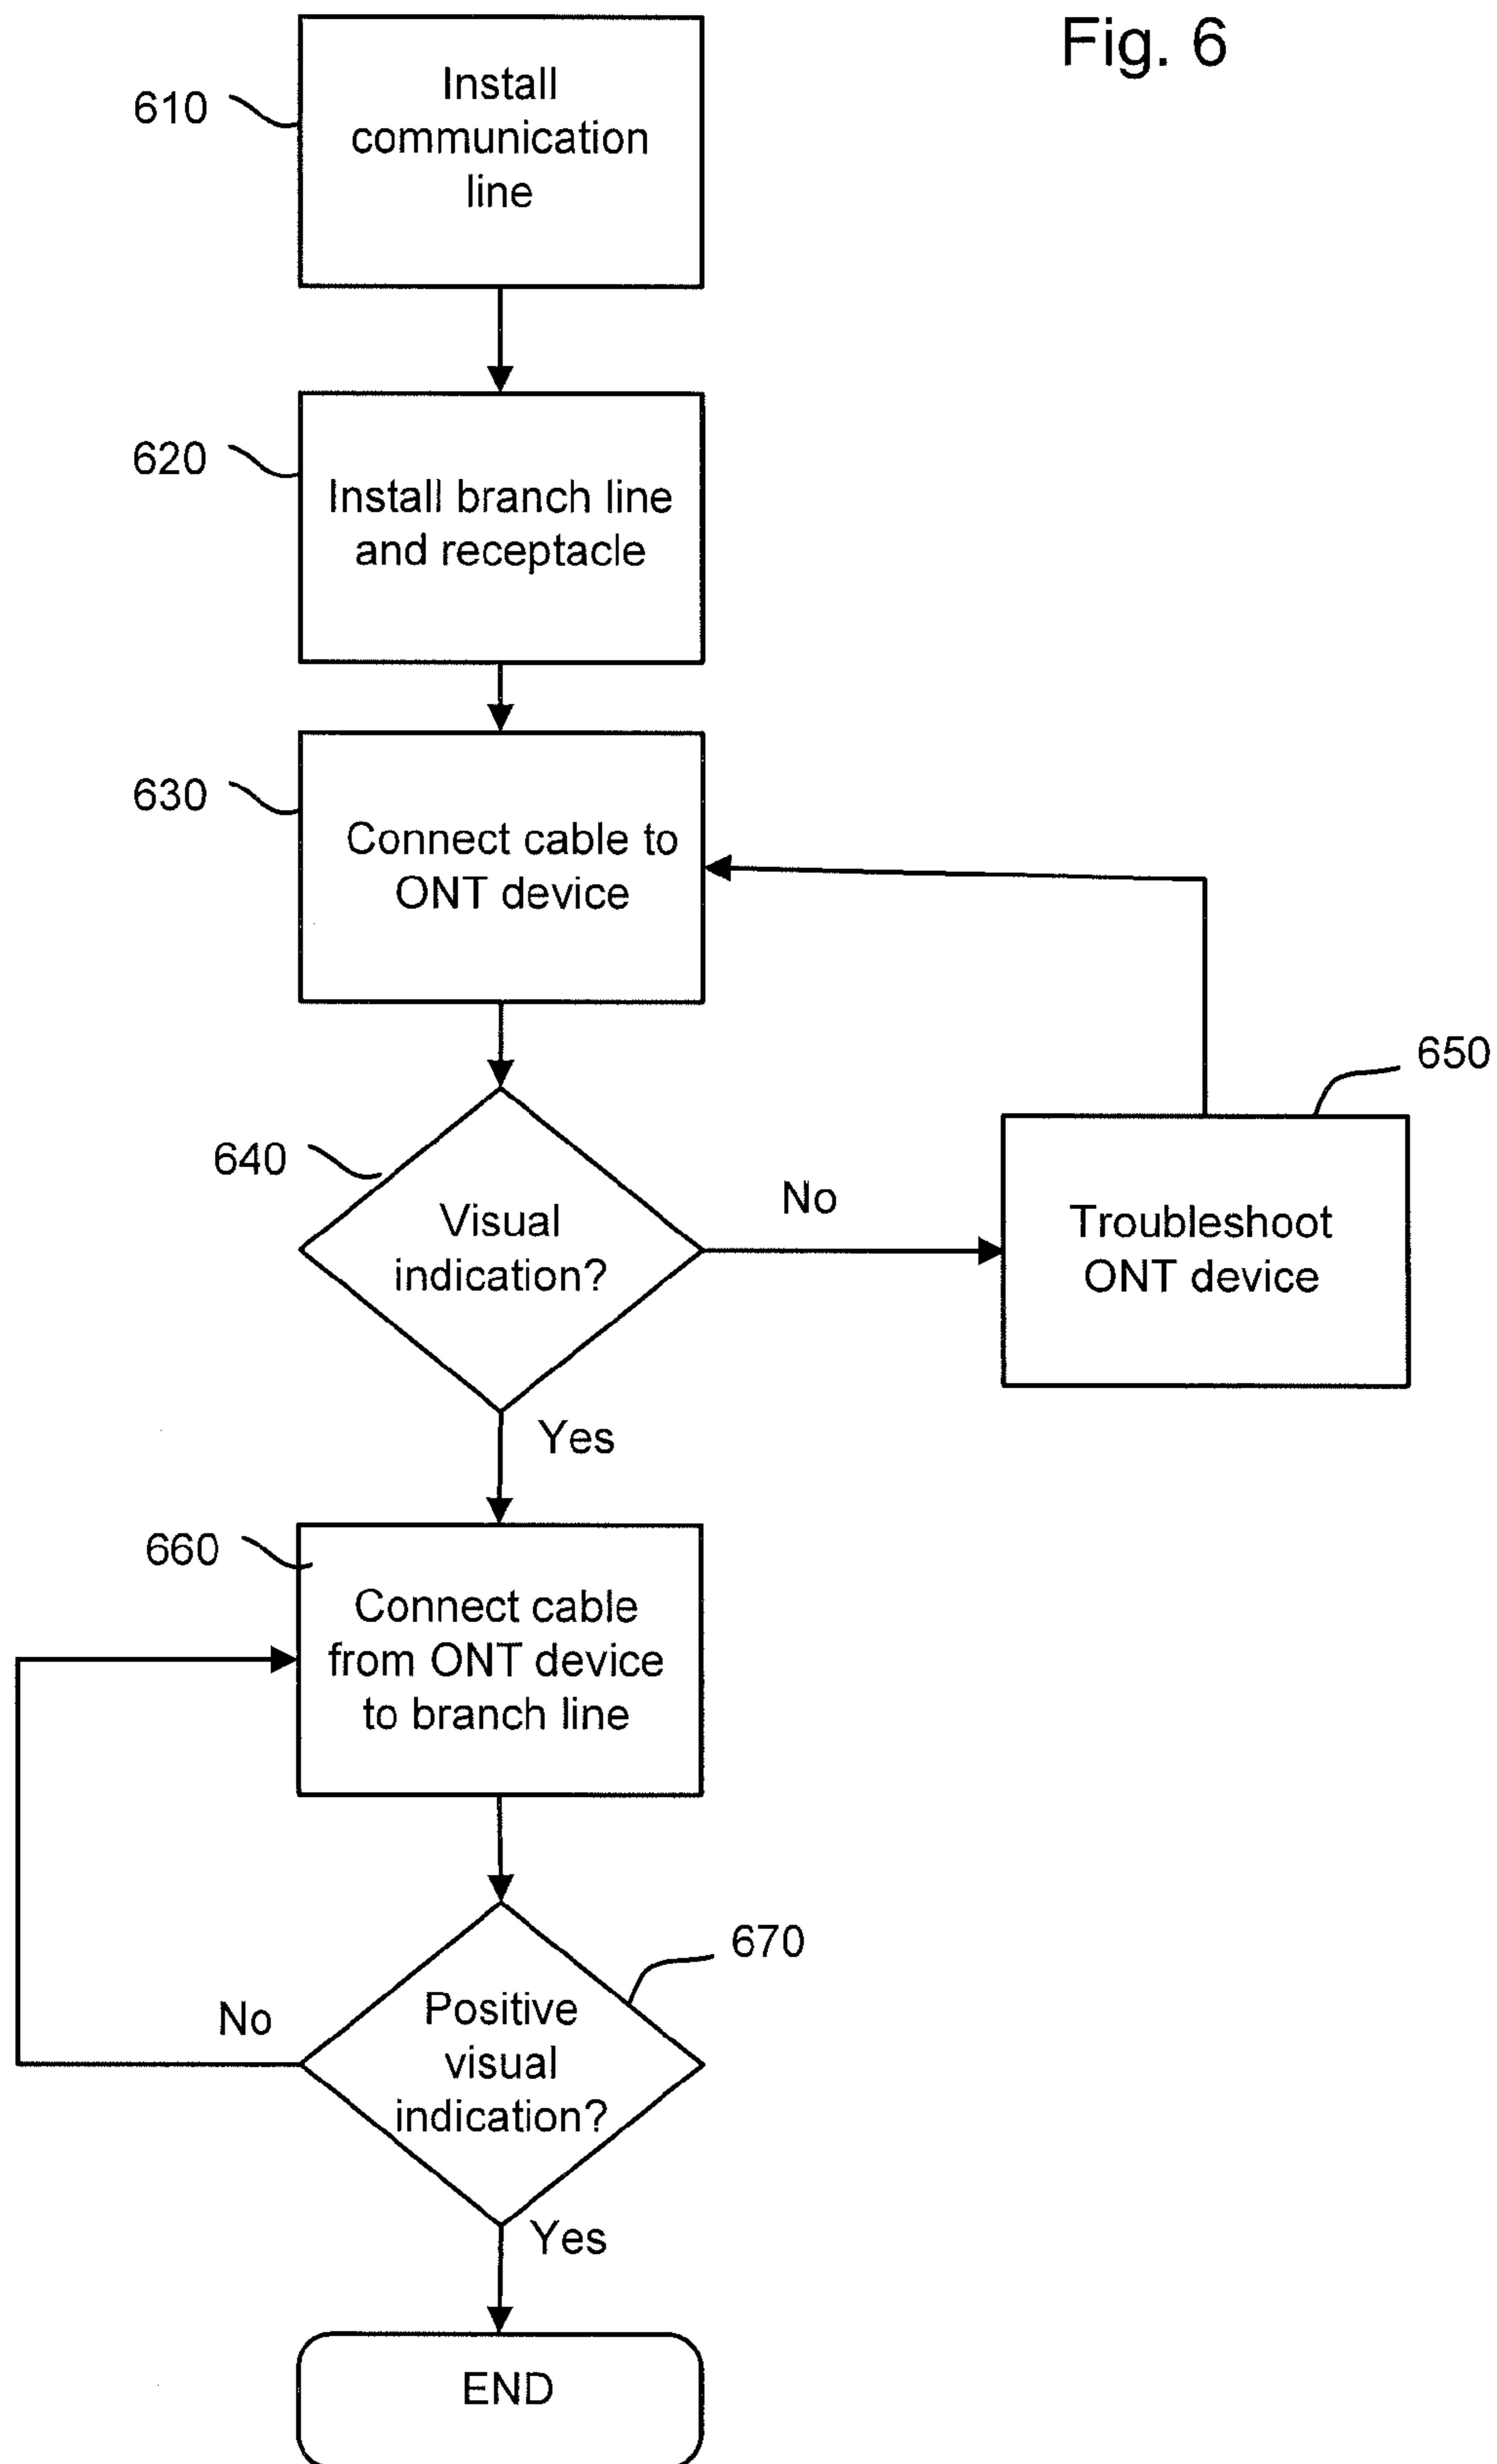 Fig. 6
610
Install
communication
line
620
Install branch line
and receptacle
630
Connect cable to
ONT device
640
Visual
indication?
No
650
Troubleshoot
ONT device
Yes
660
Connect cable
from ONT device
to branch line
670
Positive
visual
indication?
No
Yes
END